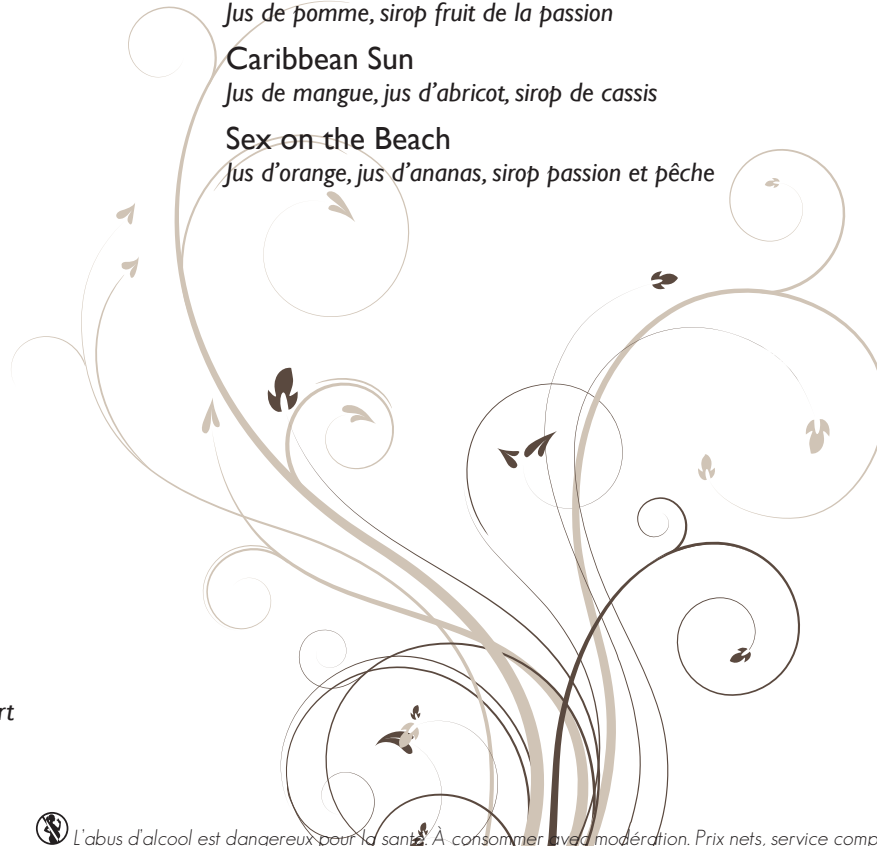 Jus de pomme, sirop fruit de la passion
Caribbean Sun
Jus de mangue, jus d’abricot, sirop de cassis
Sex on the Beach
Jus d’orange, jus d’ananas, sirop passion et pêche
rt
L’abus d’alcool est dangereux pour la santé. À consommer avec modération. Prix nets, service comp